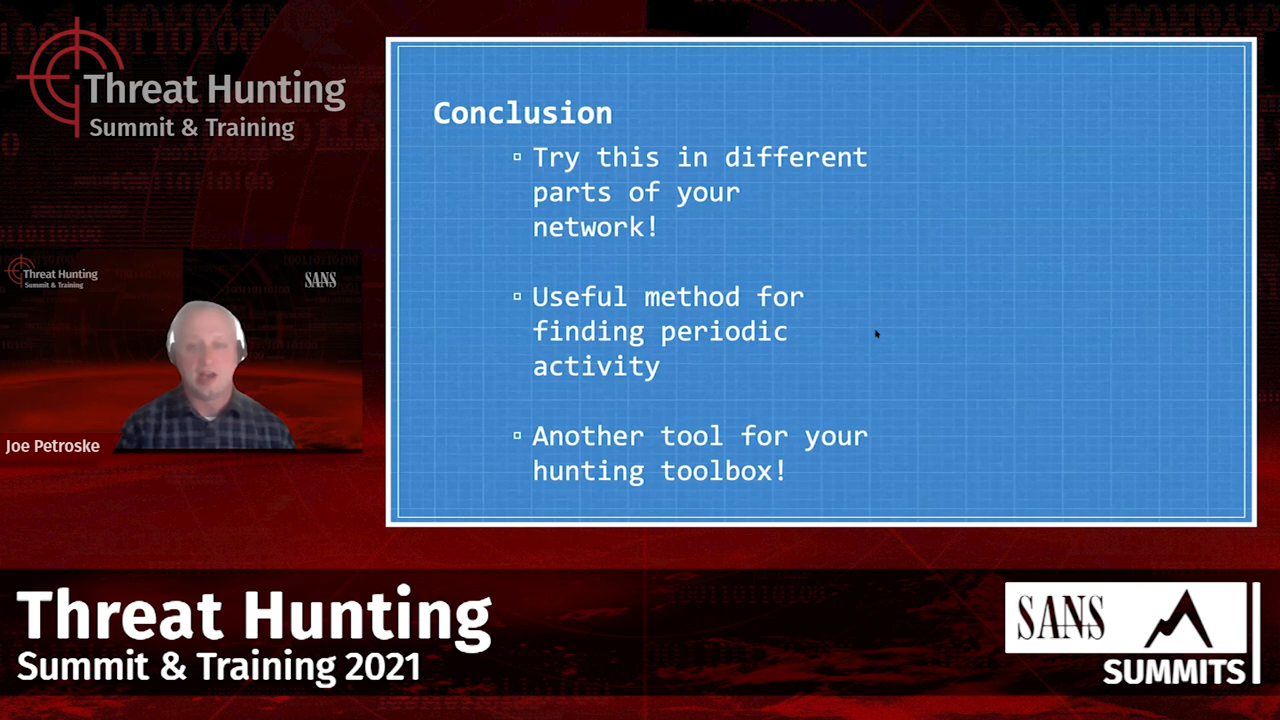 Threat Hunting
Summit & Training
Threat Hunting
Summit & Training
SANS
Joe Petroske
Conclusion
Try this in different
parts of your
network!
Useful method for
finding periodic
activity
Another tool for your
hunting toolbox!
Threat Hunting
Summit & Training 2021
SANS
SUMMITS